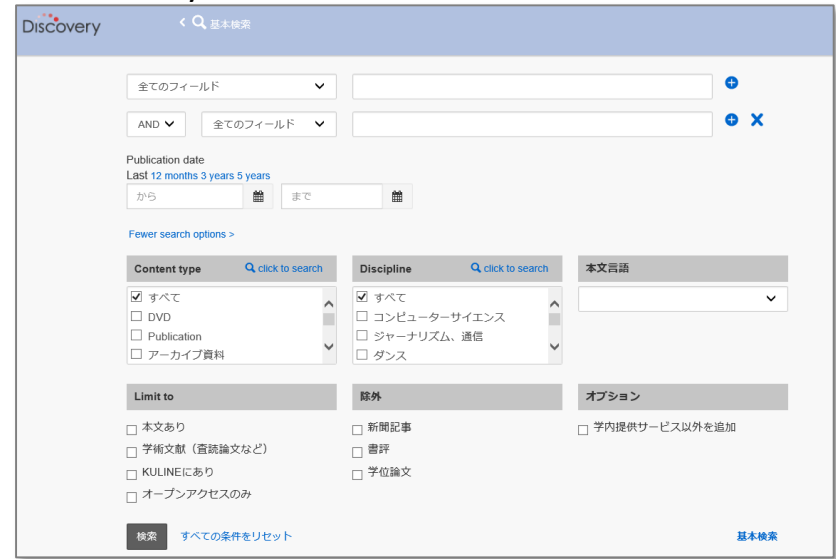 Discovery
基本検索
全てのフィールド
AND 全てのフィールド
Publication date
Last 12 months 3 years 5 years
から まで
Fewer search options >
Content type click to search Discipline click to search 本文言語
すべて すべて
DVD コンピューターサイエンス
Publication ジャーナリズム、通信
アーカイブ資料 ダンス
Limit to 除外 オプション
本文あり 新聞記事 学内提供サービス以外を追加
学術文献（査読論文など） 書評
KULINEにあり 学位論文
オープンアクセスのみ
検索 すべての条件をリセット 基本検索